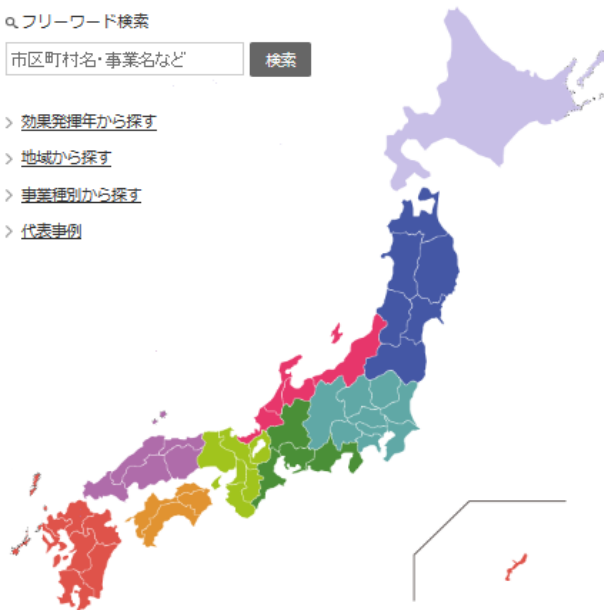 フリーワード検索
市区町村名・事業名など
検索
効果発揮年から探す
地域から探す
事業種別から探す
代表事例